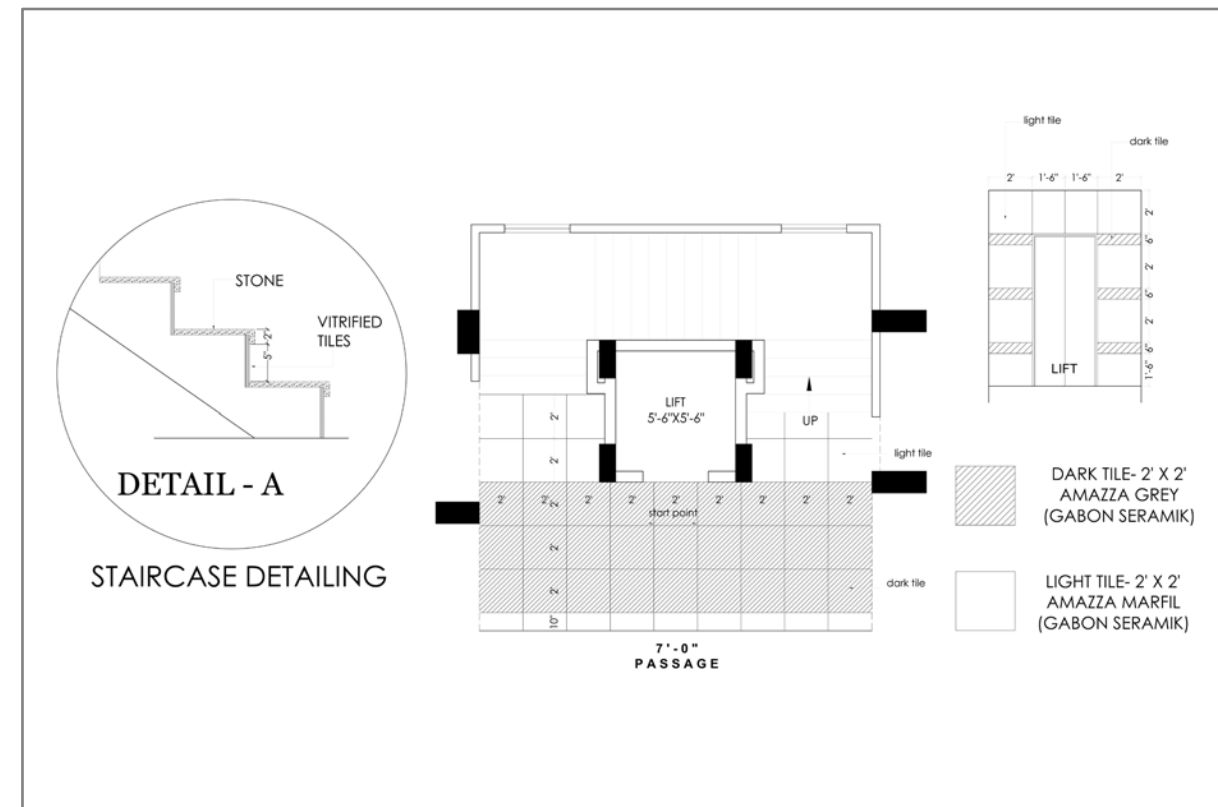 STONE
VITRIFIED
TILES
2"
5"
DETAIL - A
STAIRCASE DETAILING
LIFT
5'-6"X5'-6"
UP
light tile
2'
2'
2' 2' 2' 2' 2' 2' 2' 2' 2'
start point
2'
2'
2'
10"
dark tile
7'-0"
PASSAGE
light tile
dark tile
2' 1'-6" 1'-6" 2'
2'
6"
2'
6"
2'
6"
1'-6"
LIFT
DARK TILE- 2' X 2'
AMAZZA GREY
(GABON SERAMIK)
LIGHT TILE- 2' X 2'
AMAZZA MARFIL
(GABON SERAMIK)